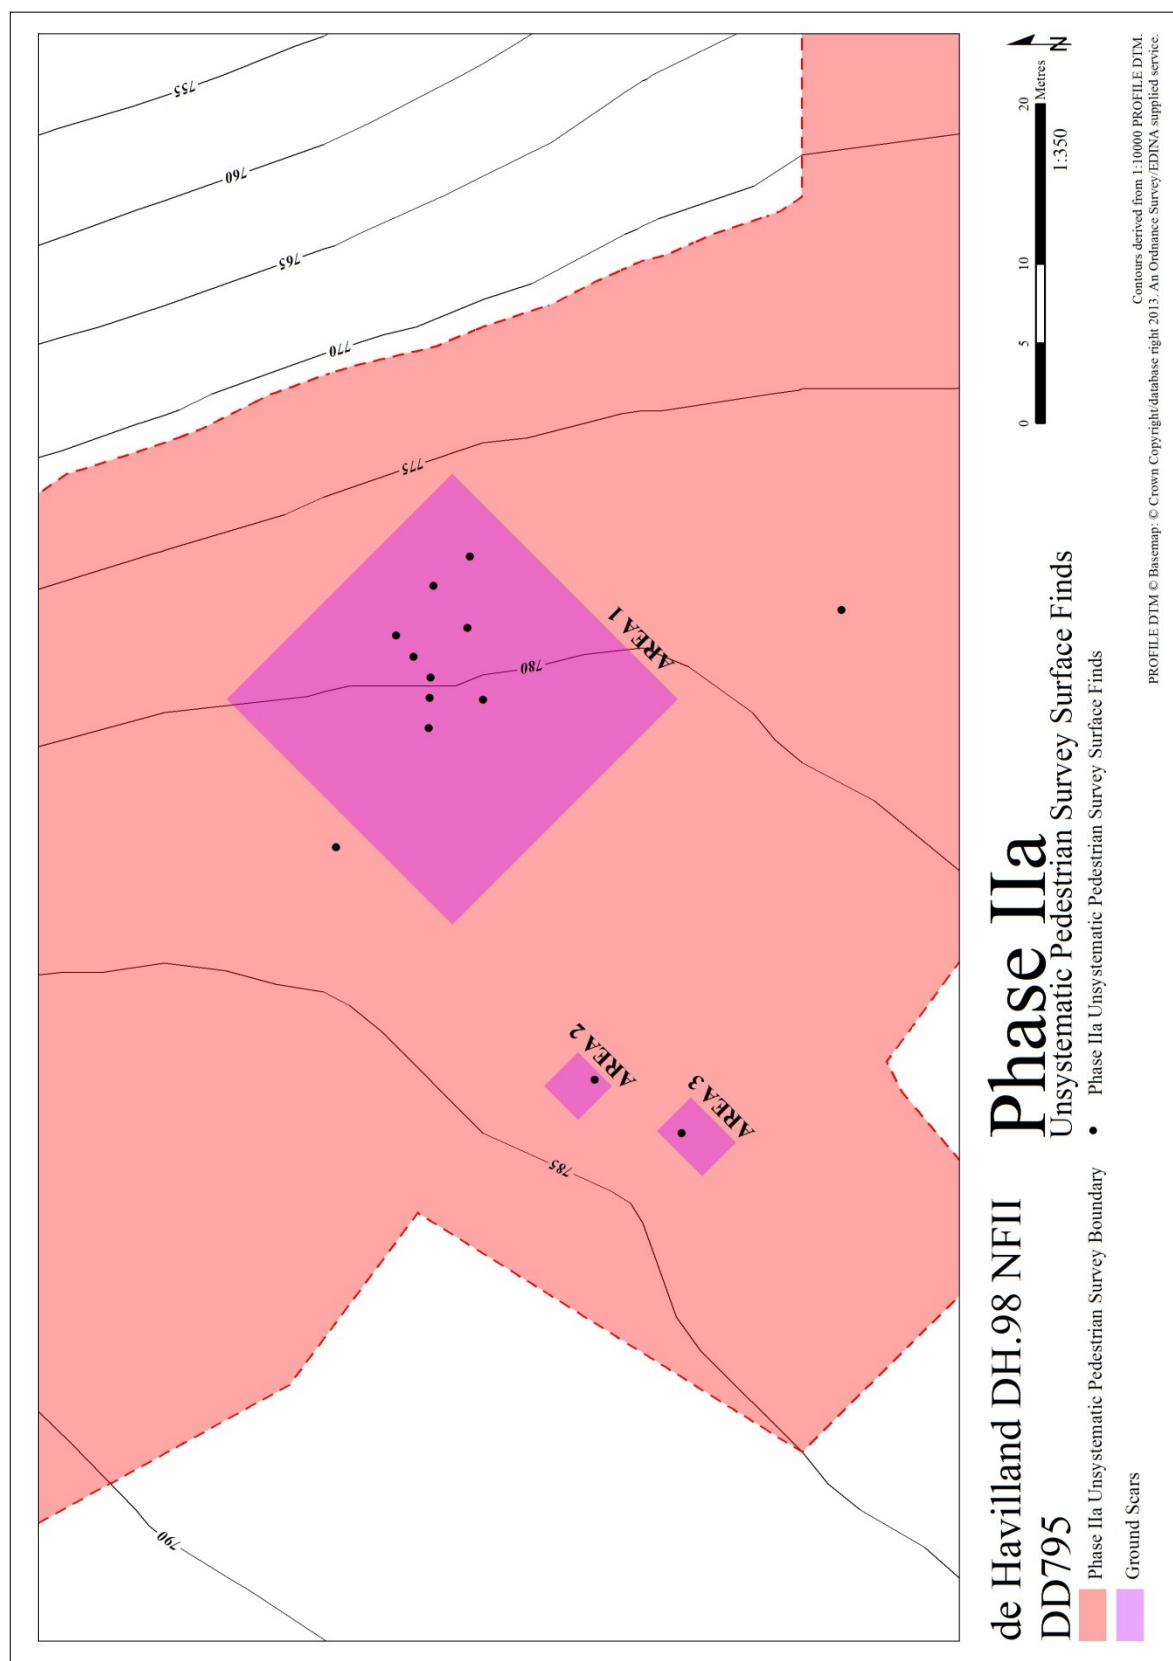 de Havilland DH.98 NFII
DD795
Phase IIa
Unsystematic Pedestrian Survey Surface Finds
Phase IIa Unsystematic Pedestrian Survey Boundary
Phase IIa Unsystematic Pedestrian Survey Surface Finds
Ground Scars
0 5 10 20
Metres
1:350
N
Contours derived from 1:10000 PROFILE DTM.
PROFILE DTM © Basemap: © Crown Copyright/database right 2013. An Ordnance Survey/EDINA supplied service.
790
785
780
775
770
765
760
755
AREA 1
AREA 2
AREA 3